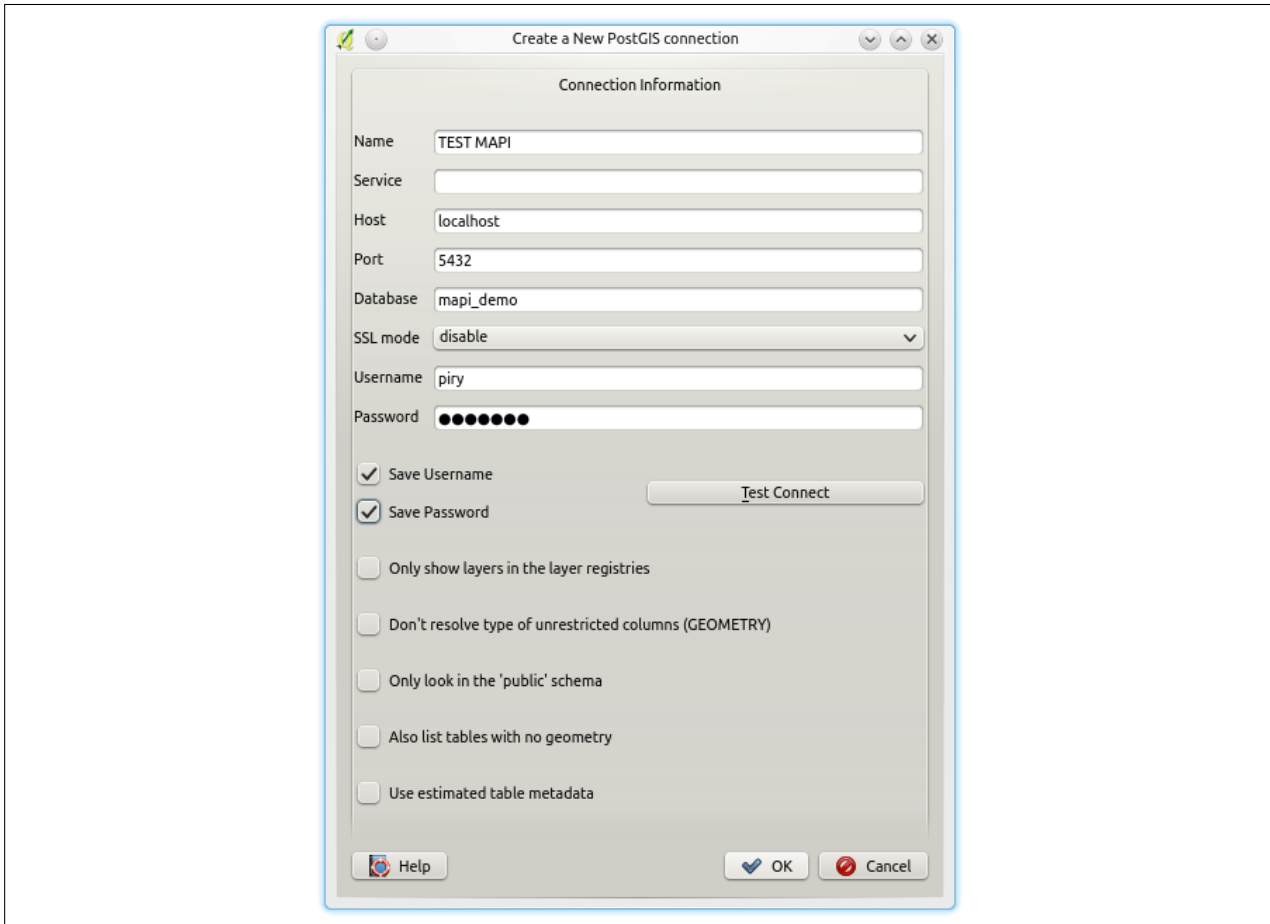 Create a New PostGIS connection
Connection Information
Name TEST MAPI
Service
Host localhost
Port 5432
Database mapi_demo
SSL mode disable
Username piry
Password ●●●●●●●
Save Username
Test Connect
Save Password
Only show layers in the layer registries
Don't resolve type of unrestricted columns (GEOMETRY)
Only look in the 'public' schema
Also list tables with no geometry
Use estimated table metadata
Help OK Cancel